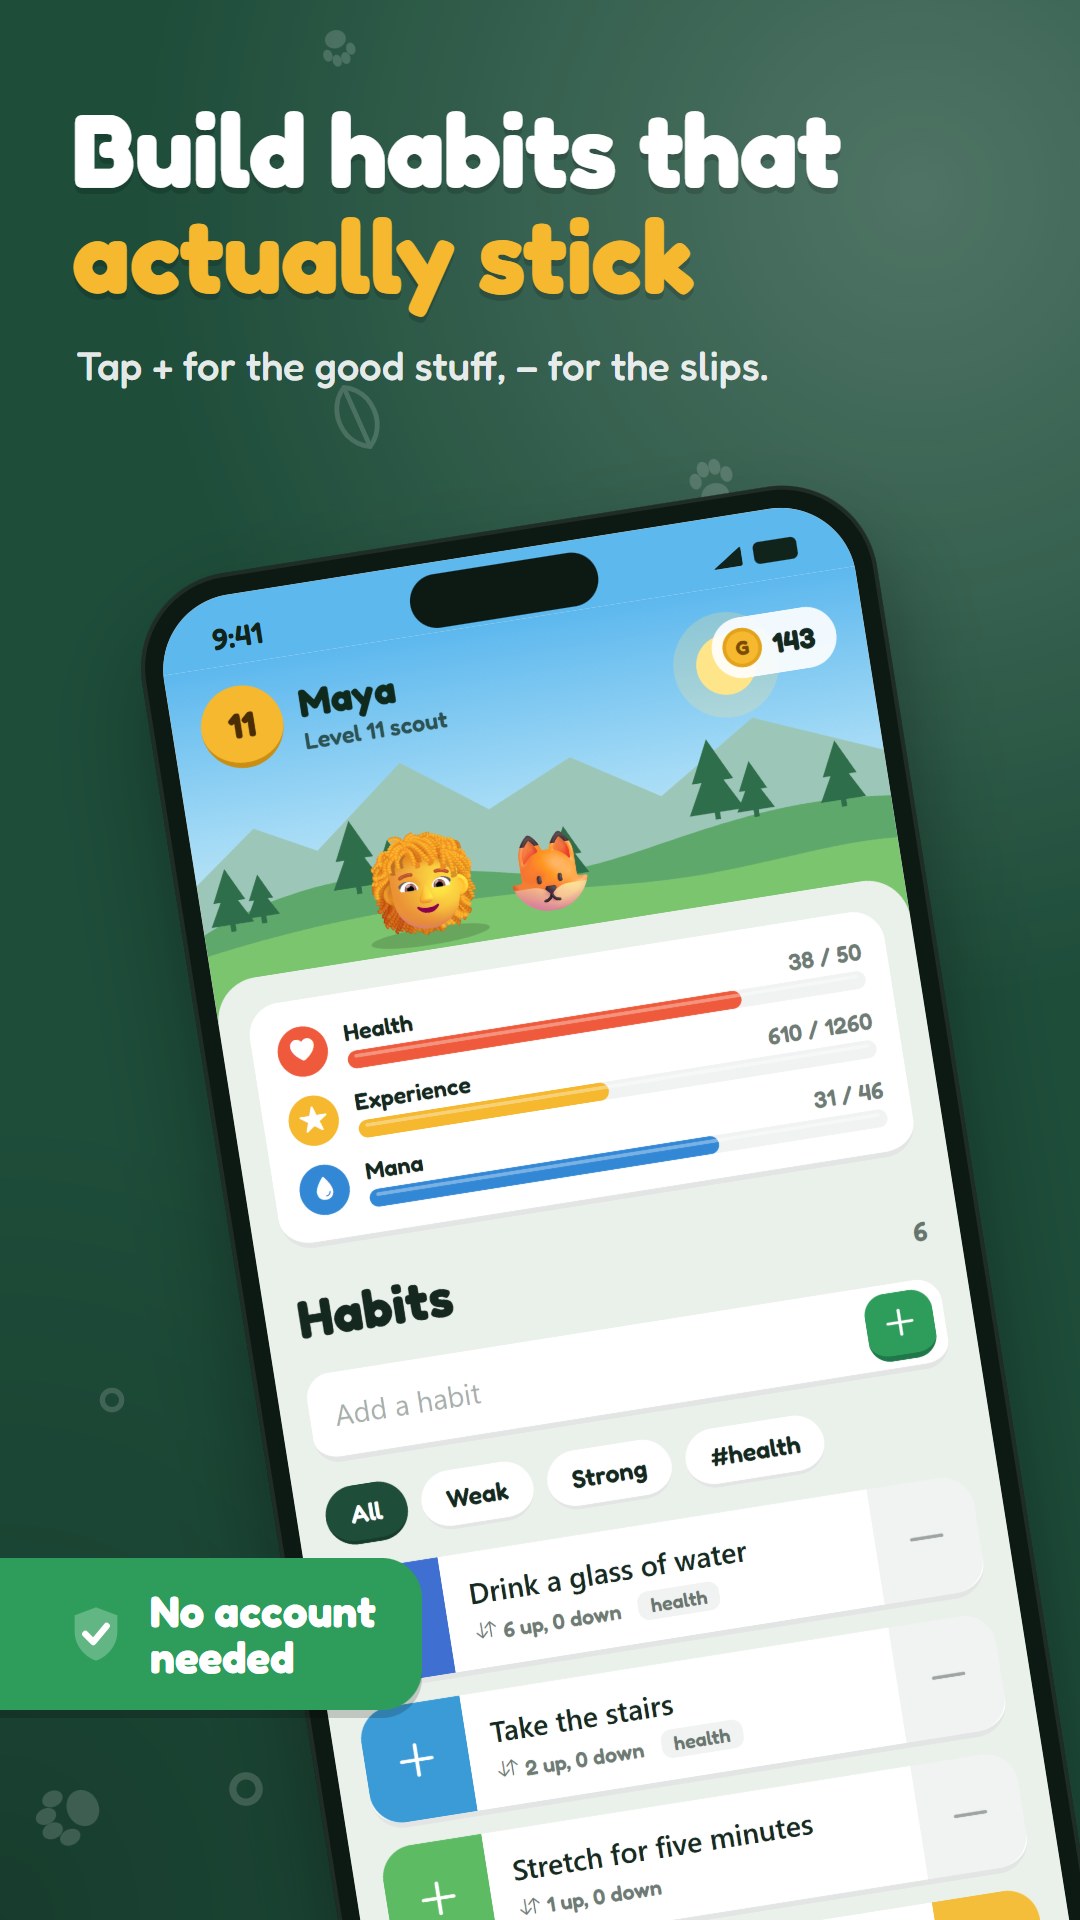 Build habits that
actually stick
Tap + for the good stuff, – for the slips.
9:41
11
Maya
Level 11 scout
G 143
Health
38 / 50
Experience
610 / 1260
Mana
31 / 46
Habits
6
Add a habit
All
Weak
Strong
#health
Drink a glass of water
6 up, 0 down
health
No account
needed
Take the stairs
2 up, 0 down
health
Stretch for five minutes
1 up, 0 down